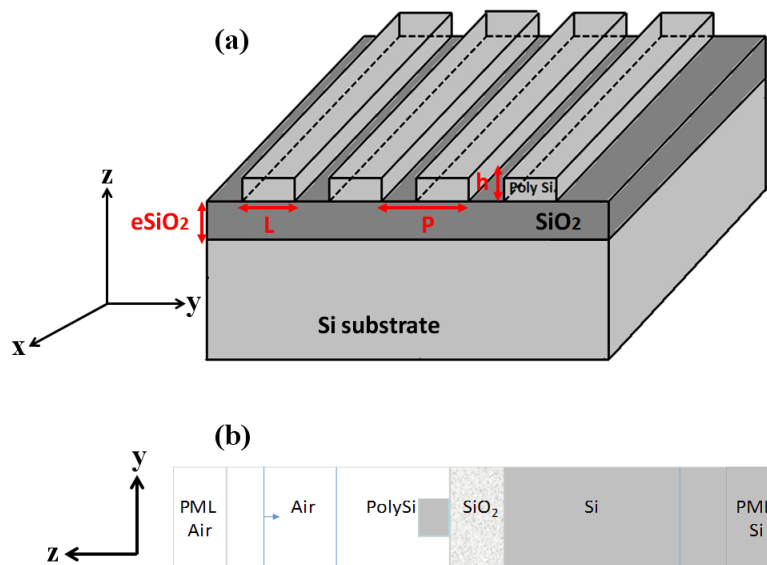 (a)
z
y
x
h
Poly Si
eSiO₂
L
P
SiO₂
Si substrate
(b)
y
z
PML
Air
Air
PolySi
SiO₂
Si
PML
Si